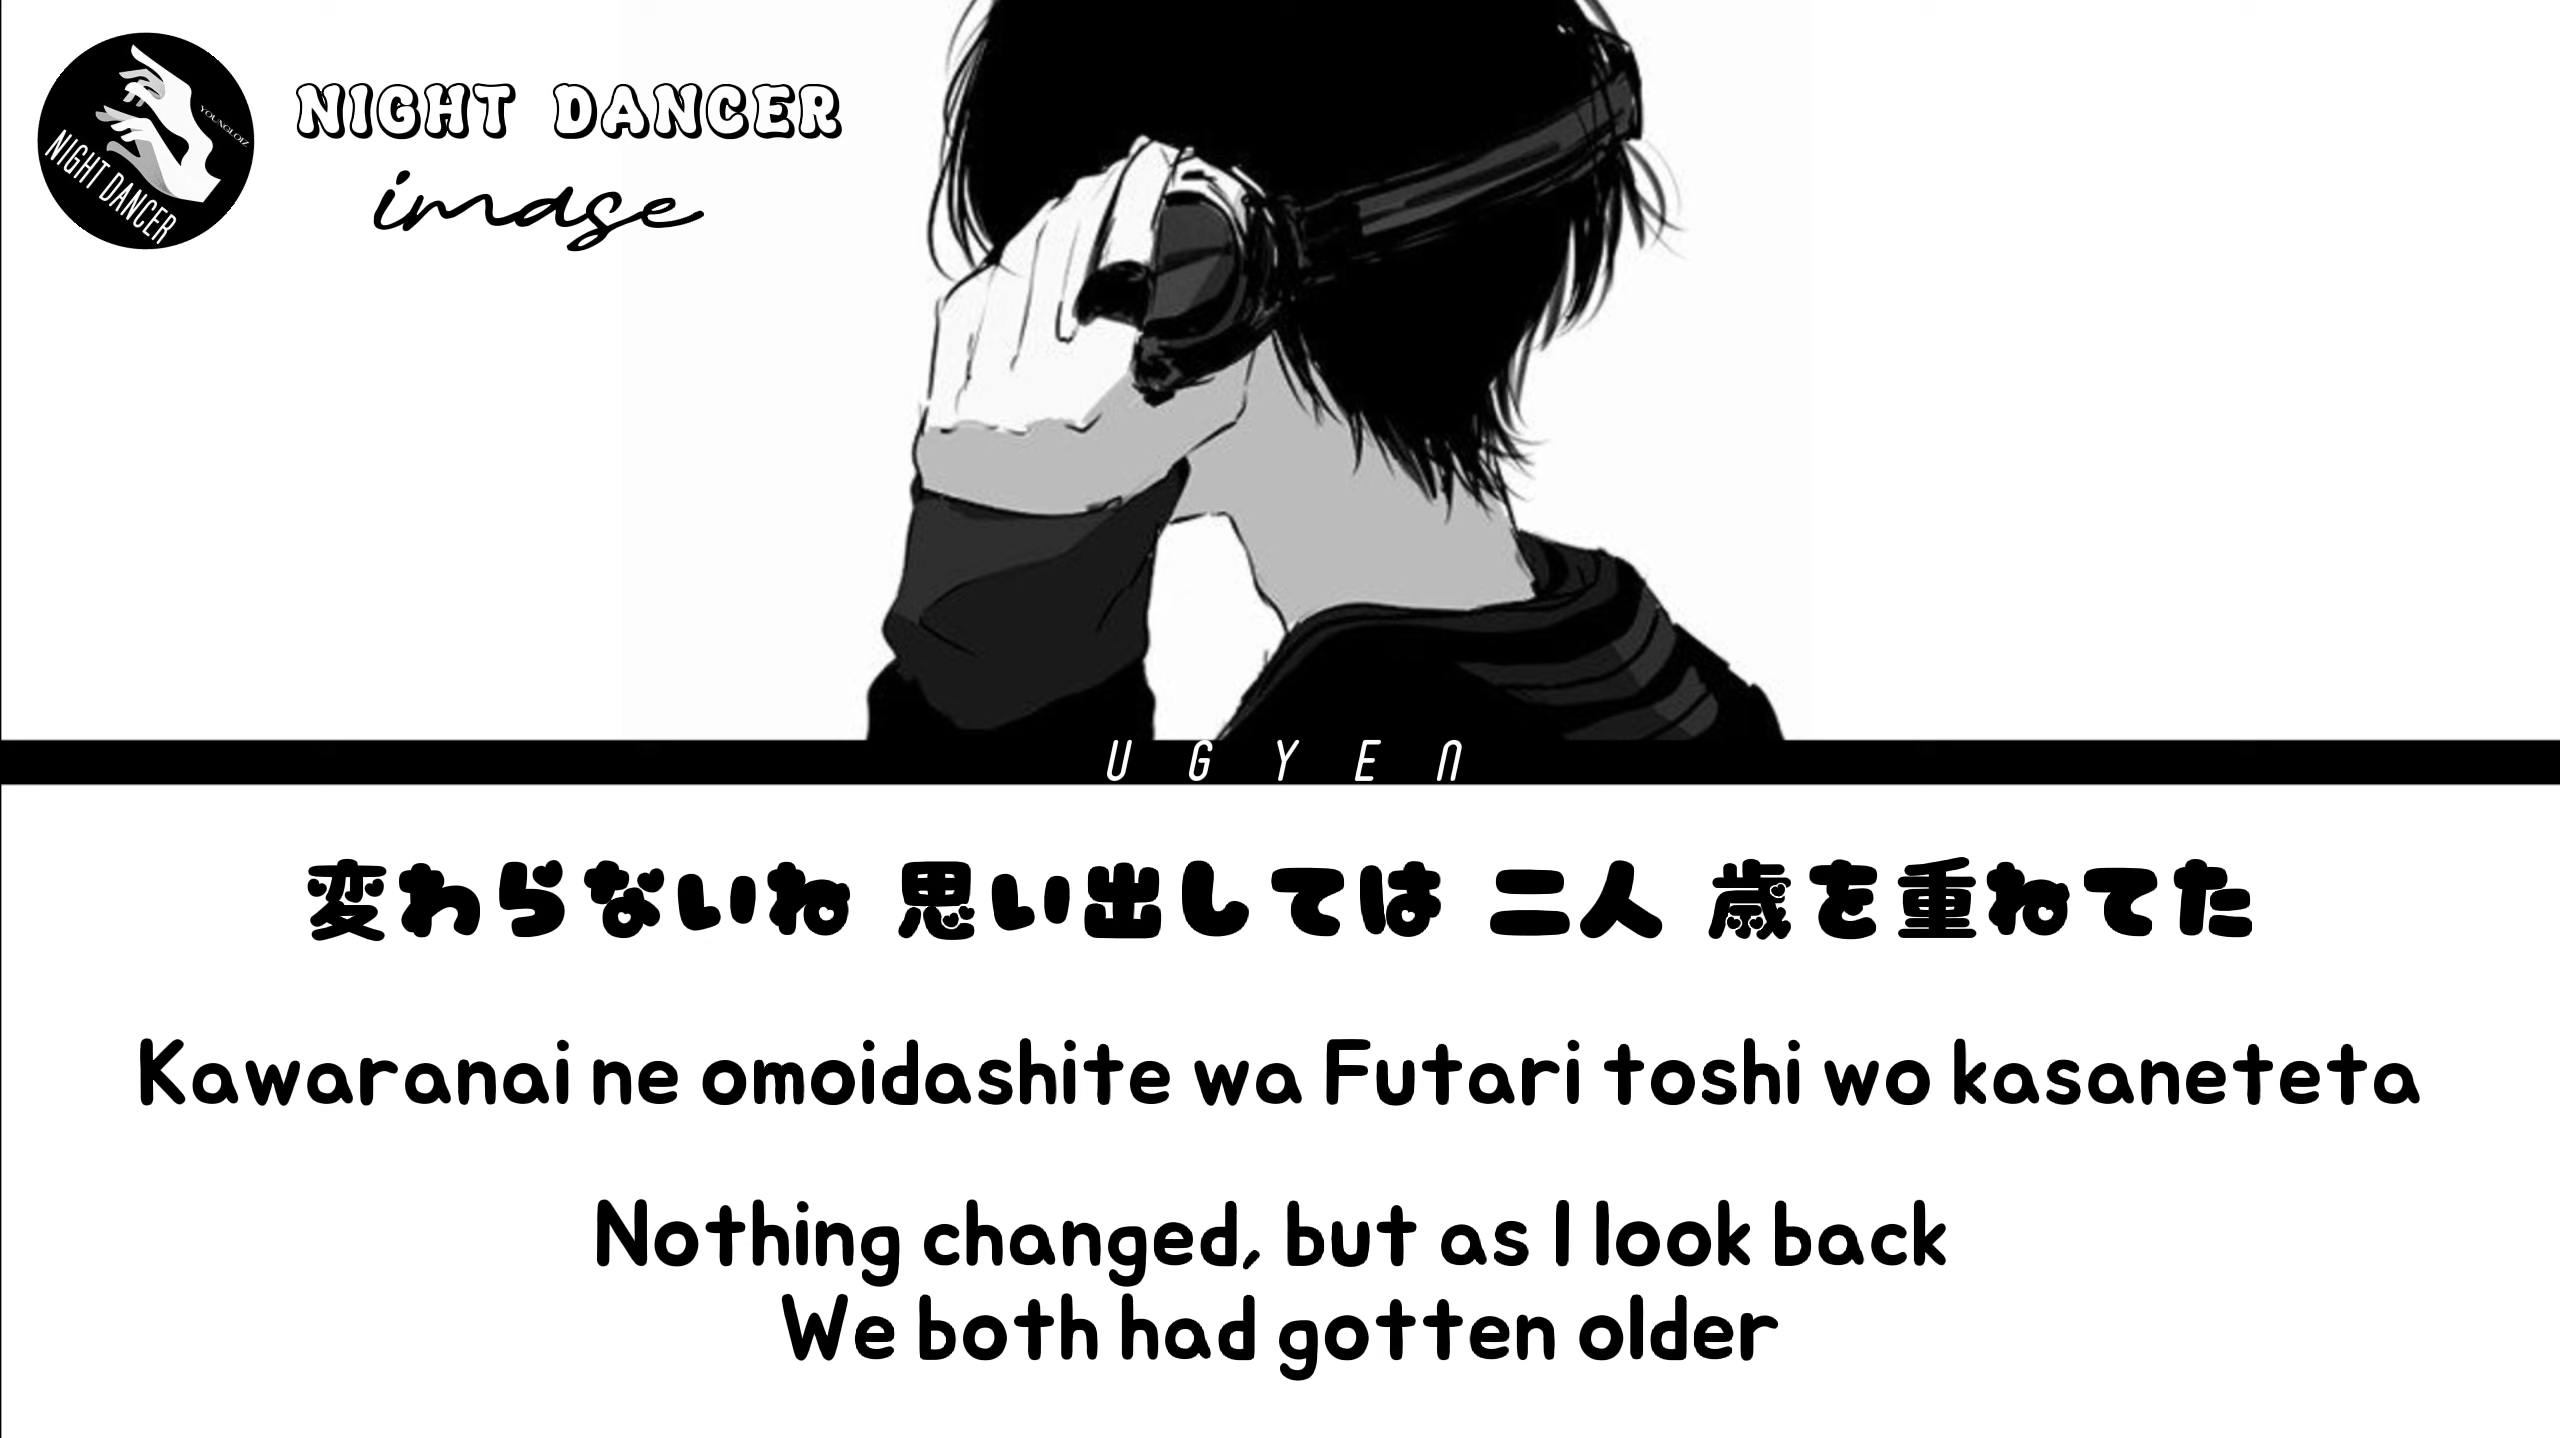 YOUNGLOIZ
NIGHT DANCER
NIGHT DANCER
imase
UGYEN
変わらないね 思い出しては 二人 歳を重ねてた
Kawaranai ne omoidashite wa Futari toshi wo kasaneteta
Nothing changed, but as I look back
We both had gotten older